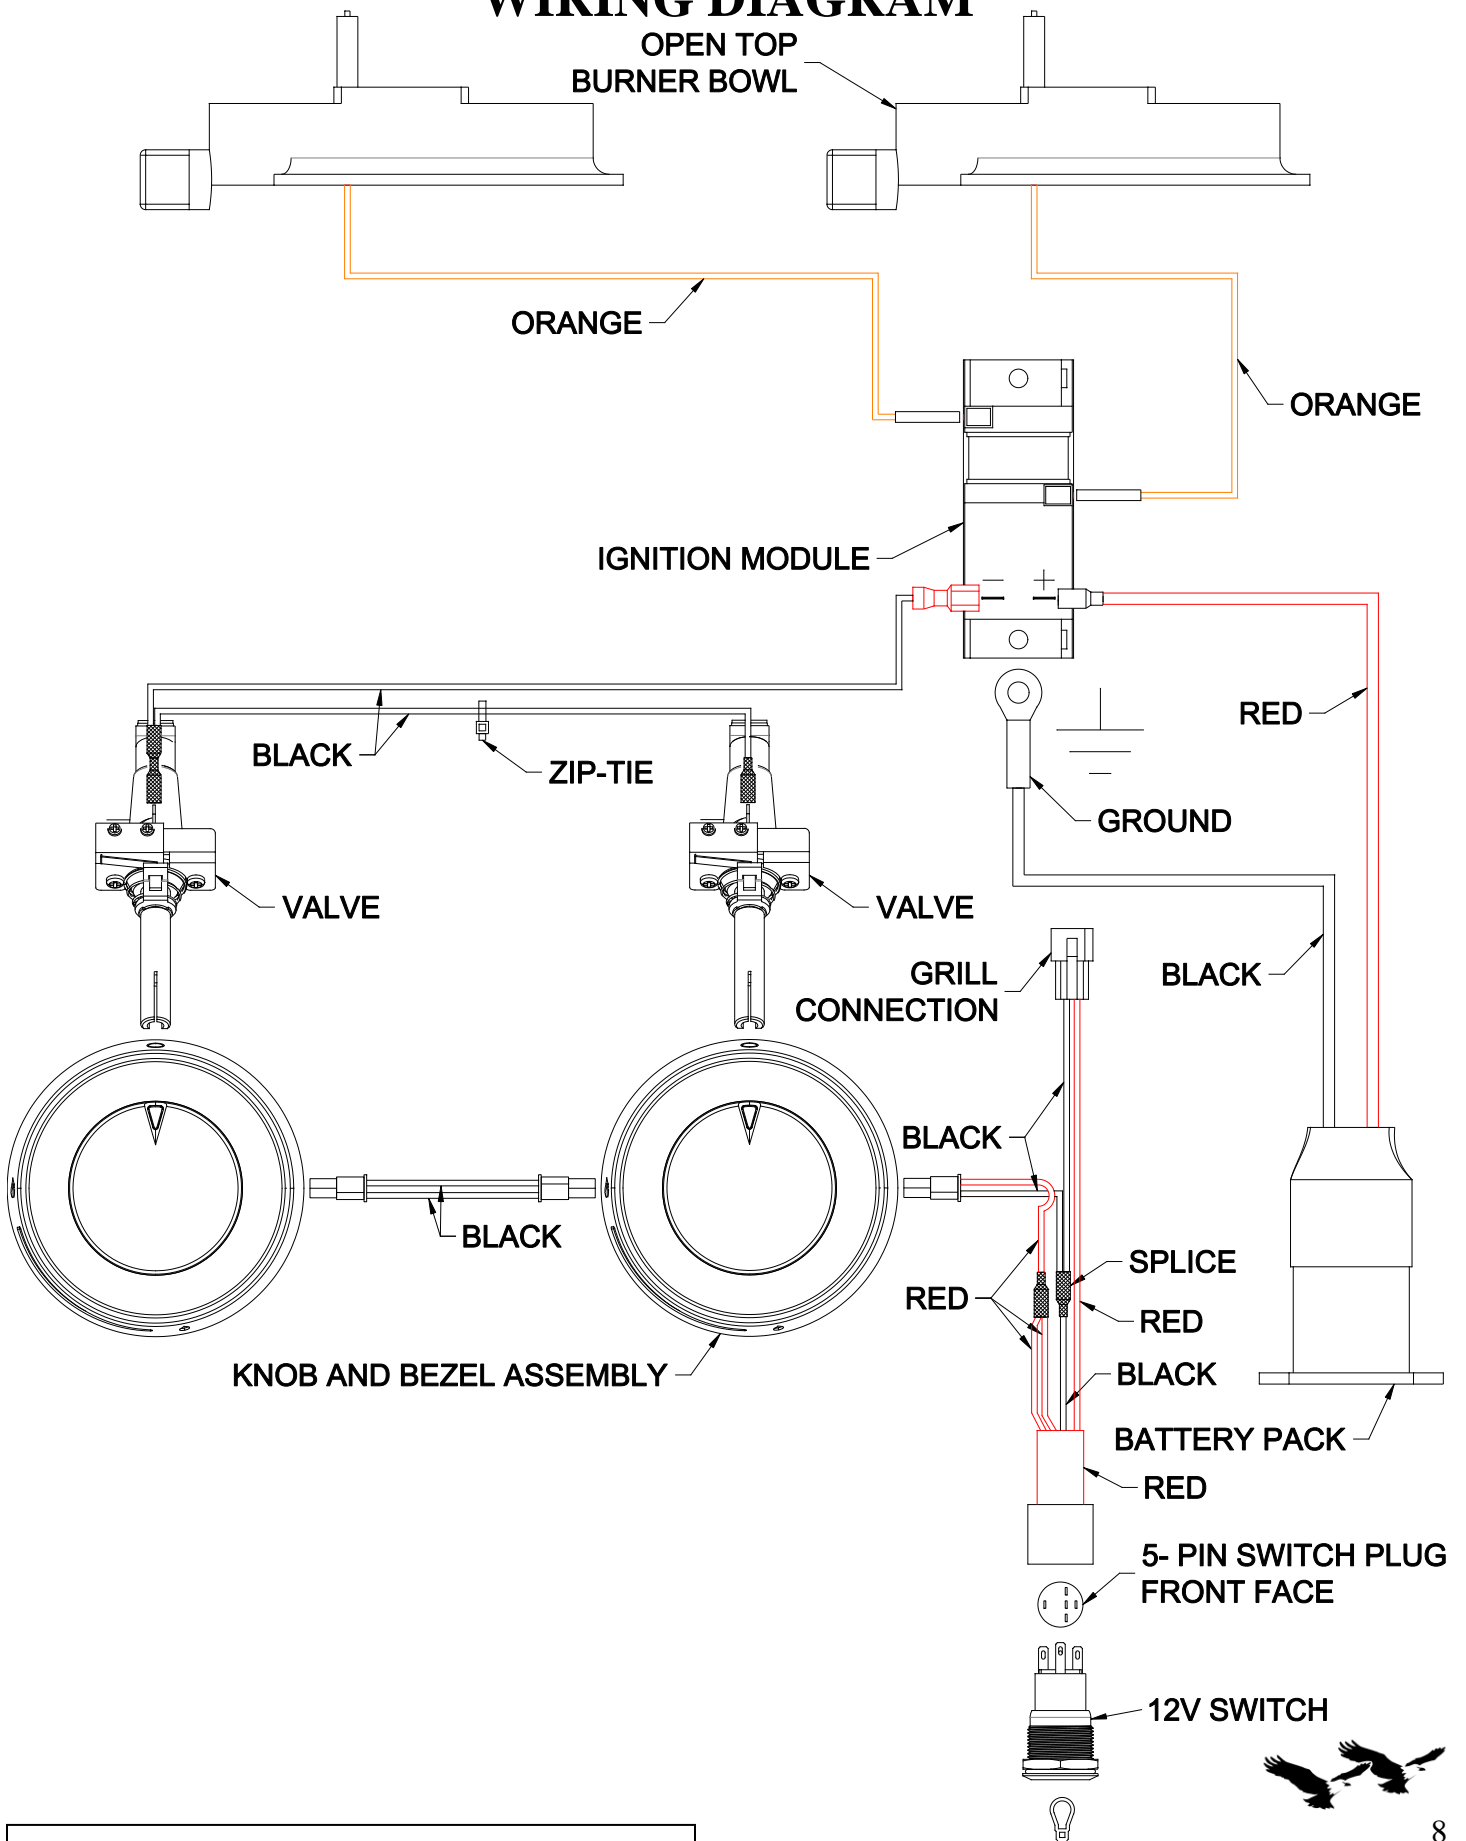 WIRING DIAGRAM
OPEN TOP
BURNER BOWL
ORANGE
ORANGE
IGNITION MODULE
RED
BLACK
ZIP-TIE
GROUND
VALVE
VALVE
GRILL
CONNECTION
BLACK
BLACK
BLACK
SPLICE
RED
RED
KNOB AND BEZEL ASSEMBLY
BLACK
BATTERY PACK
RED
5- PIN SWITCH PLUG
FRONT FACE
12V SWITCH
8